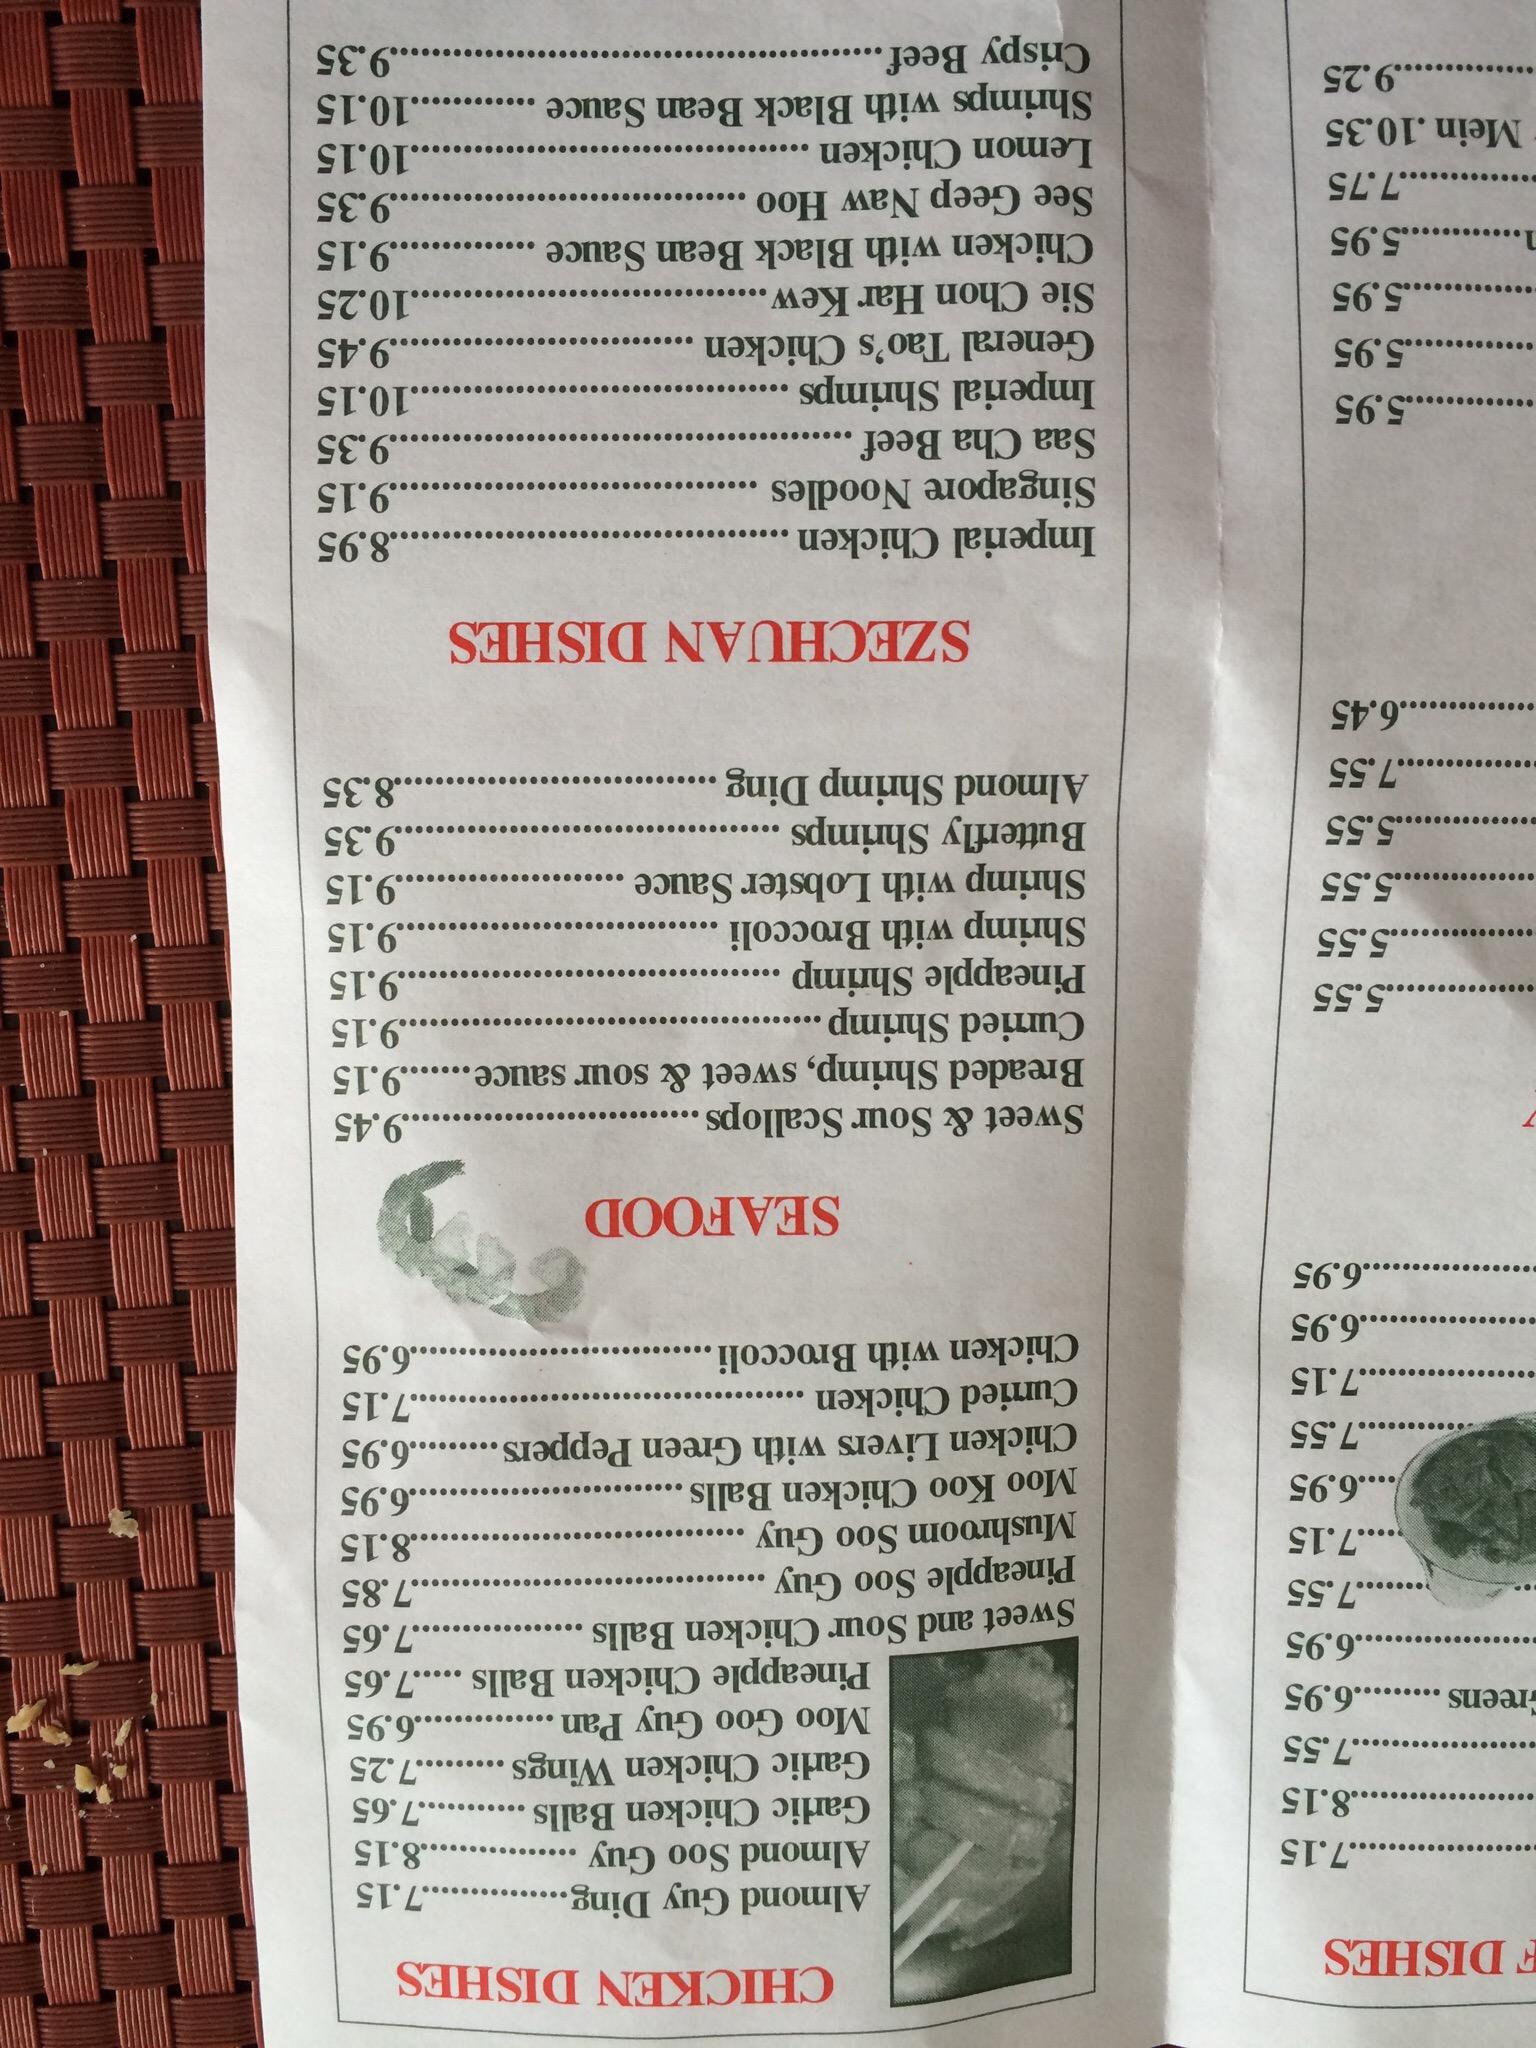 CHICKEN DISHES
Almond Guy Ding..................7.15
Almond Soo Guy ..................8.15
Garlic Chicken Balls ............7.65
Garlic Chicken Wings ..........7.25
Moo Goo Guy Pan ................6.95
Pineapple Chicken Balls ......7.65
Sweet and Sour Chicken Balls ..................7.65
Pineapple Soo Guy ..................................7.85
Mushroom Soo Guy ..................................8.15
Moo Koo Chicken Balls ............................6.95
Chicken Livers with Green Peppers..........6.95
Curried Chicken ......................................7.15
Chicken with Broccoli..............................6.95
SEAFOOD
Sweet & Sour Scallops..............................9.45
Breaded Shrimp, sweet & sour sauce........9.15
Curried Shrimp........................................9.15
Pineapple Shrimp ....................................9.15
Shrimp with Broccoli ..............................9.15
Shrimp with Lobster Sauce ......................9.15
Butterfly Shrimps ....................................9.35
Almond Shrimp Ding ..............................8.35
SZECHUAN DISHES
Imperial Chicken ....................................8.95
Singapore Noodles ..................................9.15
Saa Cha Beef ..........................................9.35
Imperial Shrimps ..................................10.15
General Tao's Chicken ............................9.45
Sie Chon Har Kew..................................10.25
Chicken with Black Bean Sauce ..............9.15
See Geep Naw Hoo ..................................9.35
Lemon Chicken ....................................10.15
Shrimps with Black Bean Sauce ............10.15
Crispy Beef ............................................9.35
DISHES
7.15
8.15
7.55
6.95
6.95
7.55
7.15
6.95
7.55
7.15
6.95
6.95
5.55
5.55
5.55
5.55
7.55
6.45
5.95
5.95
5.95
5.95
7.75
Mein .10.35
9.25